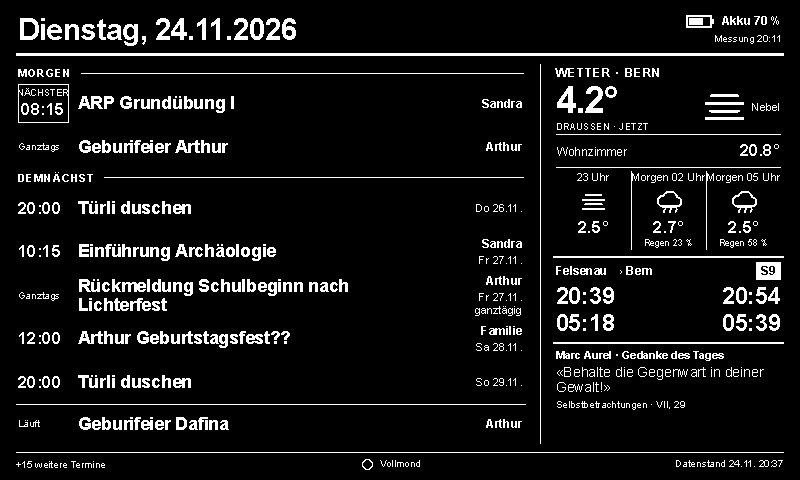 Dienstag, 24.11.2026
Akku 70 %
Messung 20:11
MORGEN
NÄCHSTER
08:15 ARP Grundübung I Sandra
Ganztags Geburifeier Arthur Arthur
DEMNÄCHST
20:00 Türli duschen Do 26.11.
10:15 Einführung Archäologie Sandra
Fr 27.11.
Ganztags Rückmeldung Schulbeginn nach
Lichterfest
Arthur
Fr 27.11.
ganztägig
12:00 Arthur Geburtstagsfest?? Familie
Sa 28.11.
20:00 Türli duschen So 29.11.
Läuft Geburifeier Dafina Arthur
WETTER · BERN
4.2°
Nebel
DRAUSSEN · JETZT
Wohnzimmer 20.8°
23 Uhr Morgen 02 Uhr Morgen 05 Uhr
2.5° 2.7° 2.5°
Regen 23 % Regen 58 %
Felsenau › Bern S9
20:39 20:54
05:18 05:39
Marc Aurel · Gedanke des Tages
«Behalte die Gegenwart in deiner
Gewalt!»
Selbstbetrachtungen · VII, 29
+15 weitere Termine
Vollmond
Datenstand 24.11. 20:37